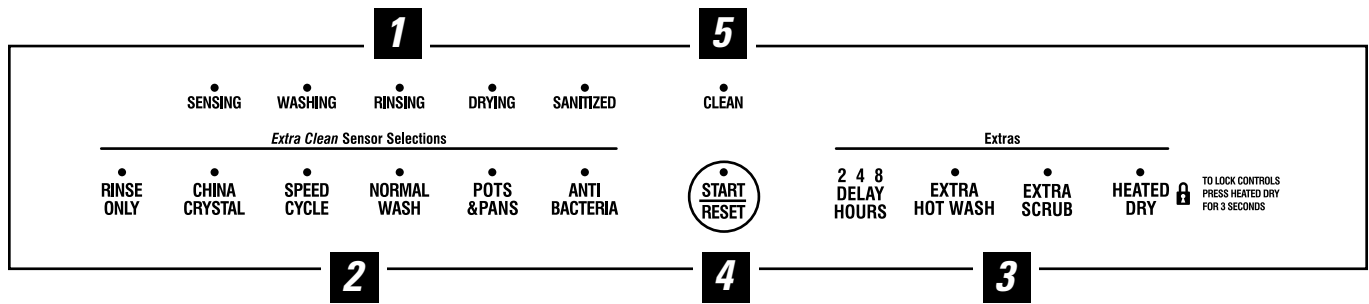 1 5
SENSING WASHING RINSING DRYING SANITIZED CLEAN
Extra Clean Sensor Selections Extras
RINSE ONLY
CHINA CRYSTAL
SPEED CYCLE
NORMAL WASH
POTS &PANS
ANTI BACTERIA
START
RESET
2 4 8
DELAY
HOURS
EXTRA
HOT WASH
EXTRA
SCRUB
HEATED
DRY
TO LOCK CONTROLS
PRESS HEATED DRY
FOR 3 SECONDS
2 4 3